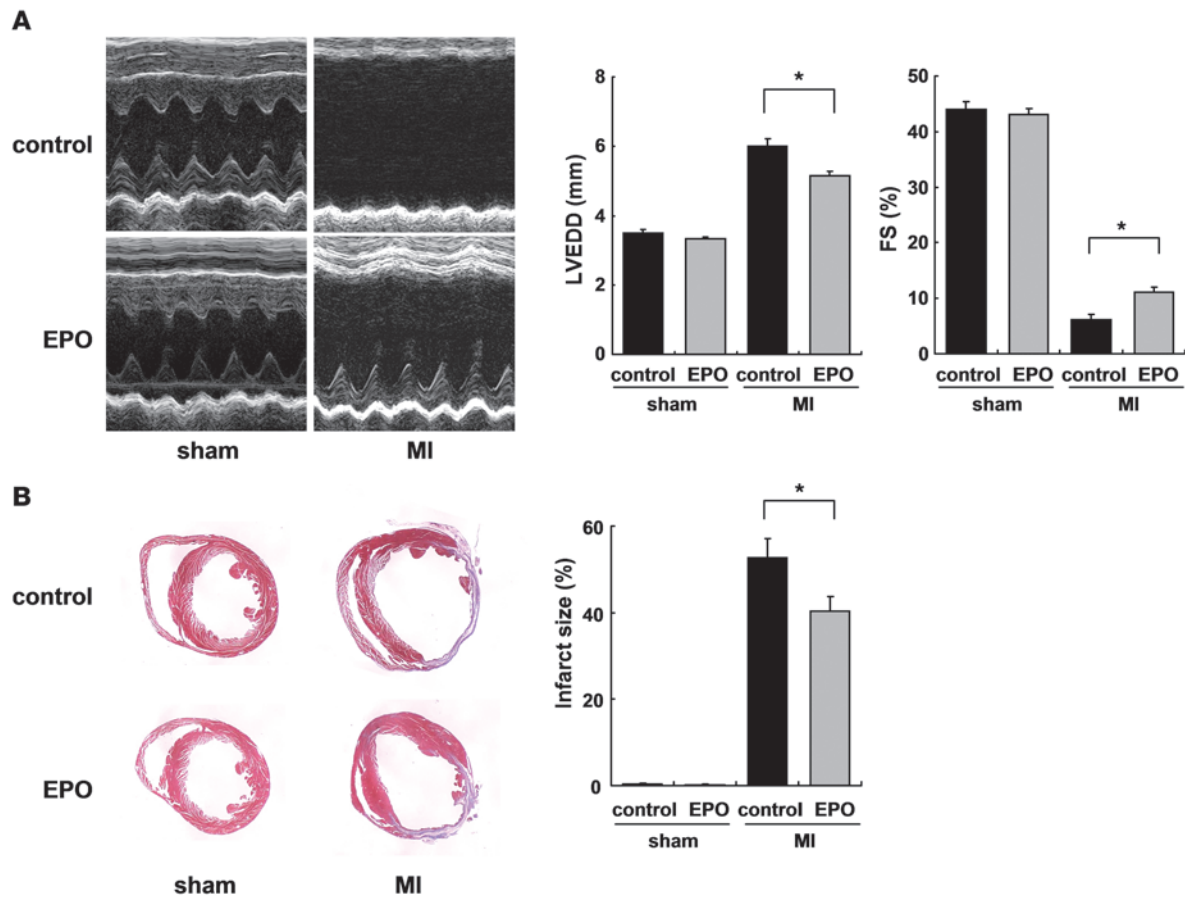 A
control
EPO
sham MI
LVEDD (mm)
8
6
4
2
0
*
control EPO control EPO
sham MI
FS (%)
50
40
30
20
10
0
*
control EPO control EPO
sham MI
B
control
EPO
sham MI
Infarct size (%)
60
40
20
0
*
control EPO control EPO
sham MI